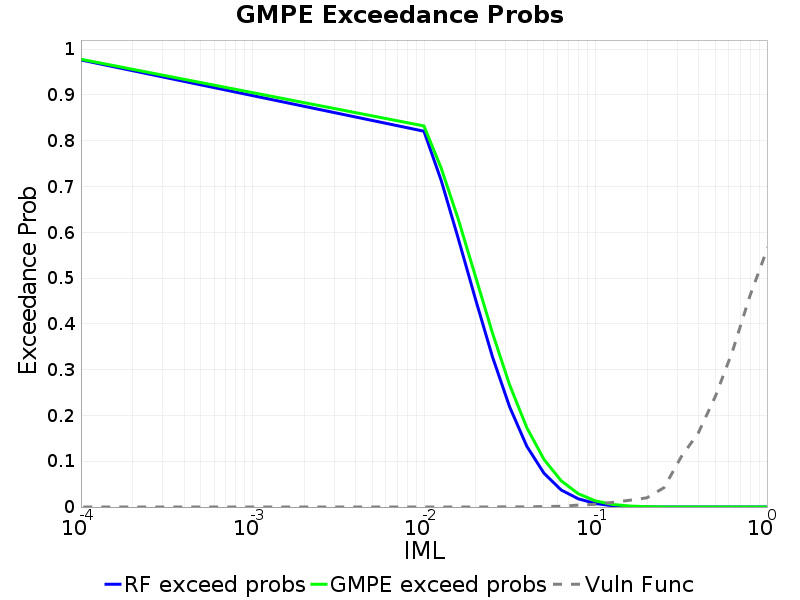 GMPE Exceedance Probs
Exceedance Prob
1
0.9
0.8
0.7
0.6
0.5
0.4
0.3
0.2
0.1
0
10^-4 10^-3 10^-2 10^-1 10^0
IML
RF exceed probs GMPE exceed probs Vuln Func